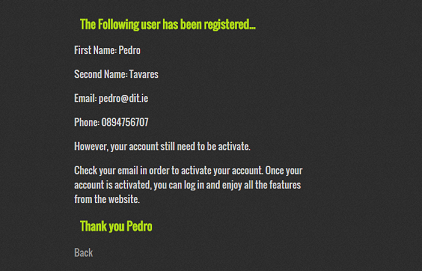 The Following user has been registered...
First Name: Pedro
Second Name: Tavares
Email: pedro@dit.ie
Phone: 0894756707
However, your account still need to be activate.
Check your email in order to activate your account. Once your
account is activated, you can log in and enjoy all the features
from the website.
Thank you Pedro
Back